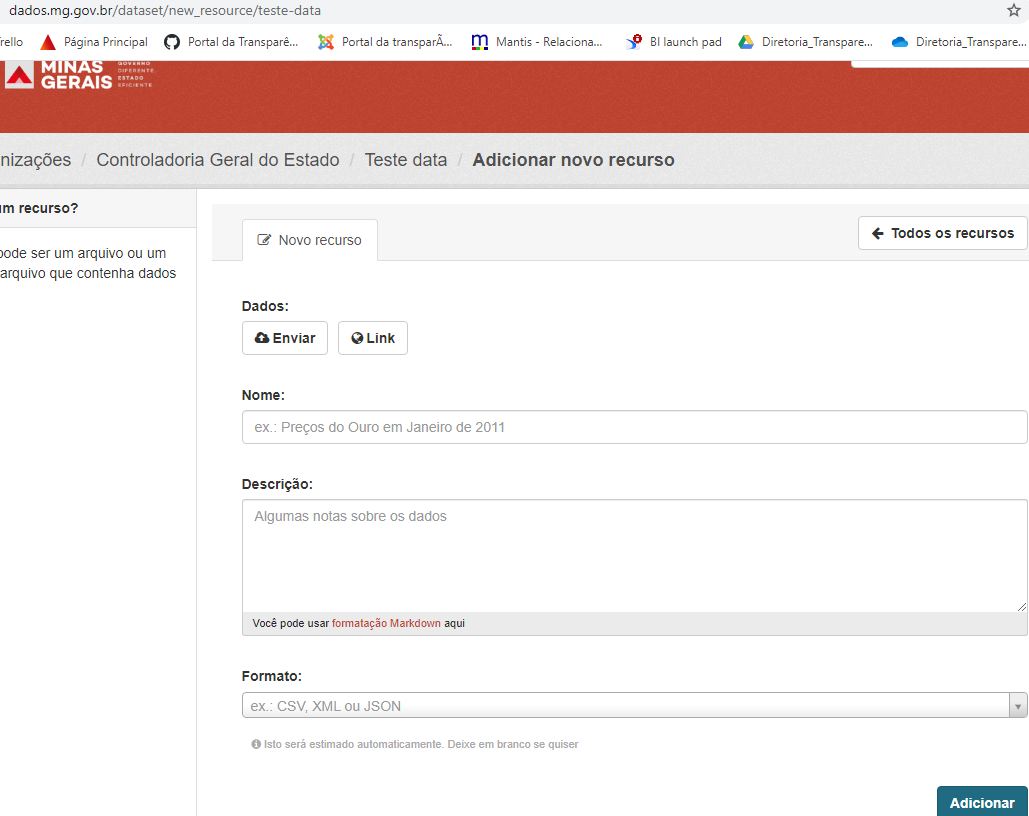 dados.mg.gov.br/dataset/new_resource/teste-data
rello Página Principal Portal da Transparê... Portal da transparÃ... Mantis - Relaciona... BI launch pad Diretoria_Transpare... Diretoria_Transpare...
MINAS GERAIS
GOVERNO
DIFERENTE.
ESTADO
EFICIENTE.
nizações / Controladoria Geral do Estado / Teste data / Adicionar novo recurso
um recurso?
pode ser um arquivo ou um
arquivo que contenha dados
Novo recurso
Todos os recursos
Dados:
Enviar Link
Nome:
ex.: Preços do Ouro em Janeiro de 2011
Descrição:
Algumas notas sobre os dados
Você pode usar formatação Markdown aqui
Formato:
ex.: CSV, XML ou JSON
Isto será estimado automaticamente. Deixe em branco se quiser
Adicionar